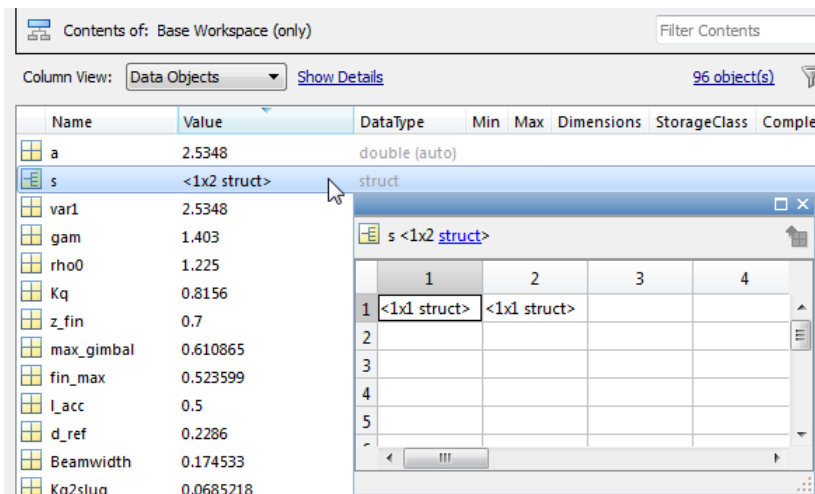 Contents of: Base Workspace (only)
Filter Contents
Column View: Data Objects Show Details 96 object(s)
Name Value DataType Min Max Dimensions StorageClass Comple
a 2.5348 double (auto)
s <1x2 struct> struct
var1 2.5348
gam 1.403
s <1x2 struct>
rho0 1.225
1 2 3 4
Kq 0.8156
1 <1x1 struct> <1x1 struct>
z_fin 0.7
2
max_gimbal 0.610865
3
fin_max 0.523599
4
l_acc 0.5
5
d_ref 0.2286
Beamwidth 0.174533
Kg2slug 0.0685218